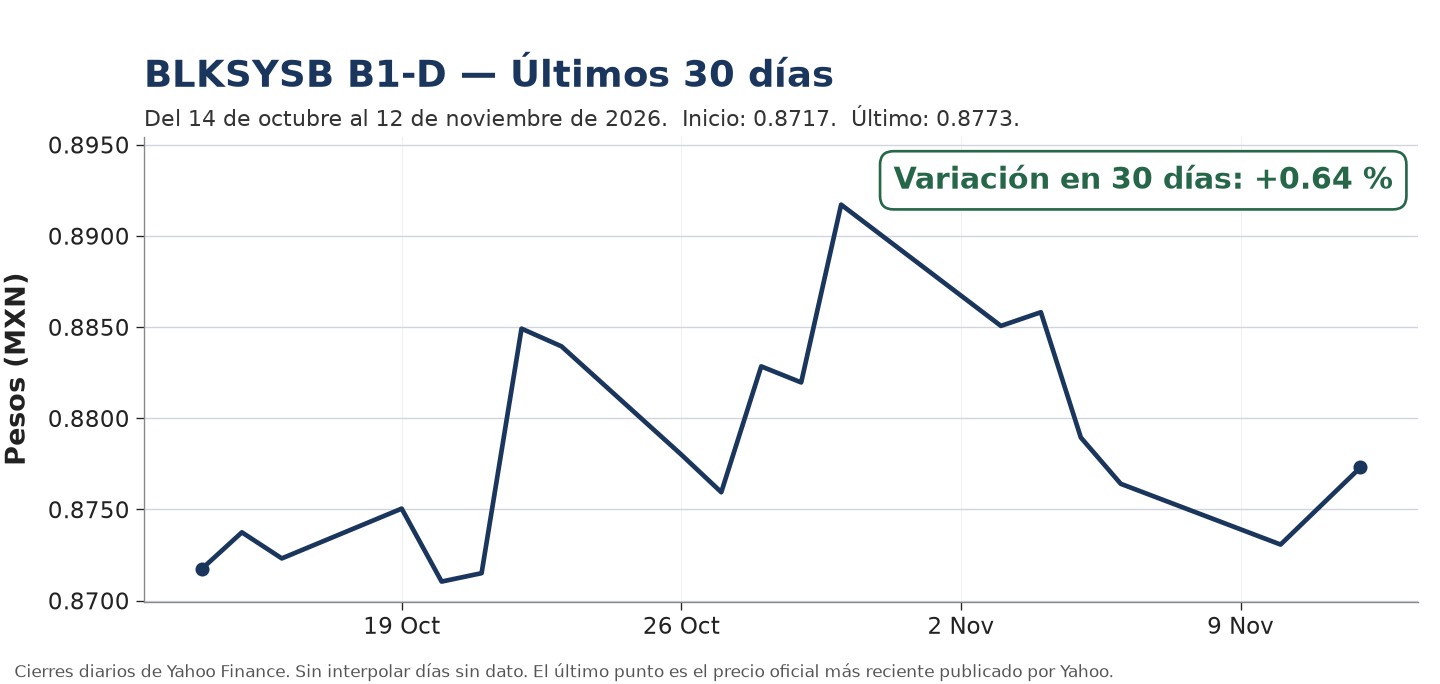 BLKSYSB B1-D — Últimos 30 días
Del 14 de octubre al 12 de noviembre de 2026.  Inicio: 0.8717.  Último: 0.8773.
Variación en 30 días: +0.64 %
Pesos (MXN)
0.8950
0.8900
0.8850
0.8800
0.8750
0.8700
19 Oct
26 Oct
2 Nov
9 Nov
Cierres diarios de Yahoo Finance. Sin interpolar días sin dato. El último punto es el precio oficial más reciente publicado por Yahoo.